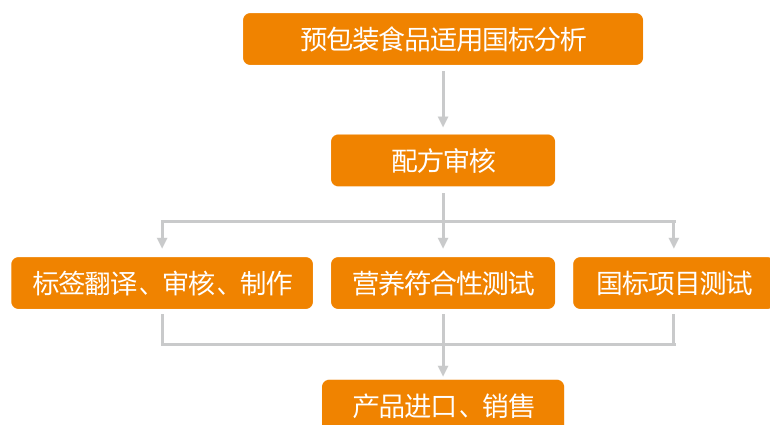 预包装食品适用国标分析
配方审核
标签翻译、审核、制作
营养符合性测试
国标项目测试
产品进口、销售